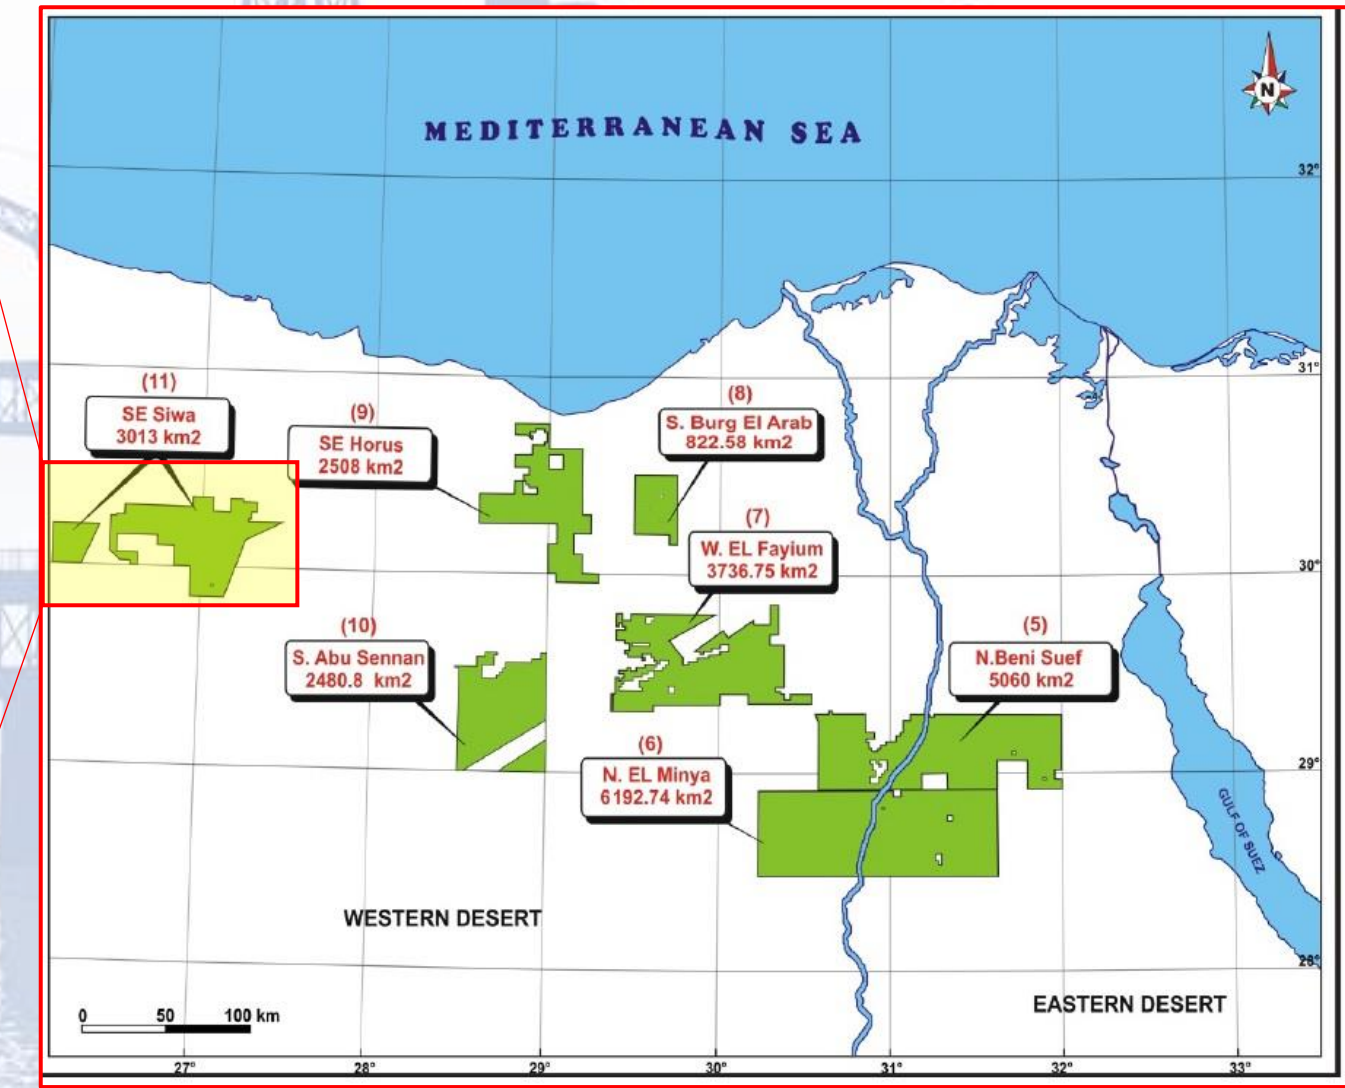 N
MEDITERRANEAN SEA
32°
31°
(11)
SE Siwa
3013 km2
(9)
SE Horus
2508 km2
(8)
S. Burg El Arab
822.58 km2
(7)
W. EL Fayium
3736.75 km2
30°
(10)
S. Abu Sennan
2480.8 km2
(5)
N.Beni Suef
5060 km2
(6)
N. EL Minya
6192.74 km2
29°
GULF OF SUEZ
WESTERN DESERT
28°
EASTERN DESERT
0 50 100 km
27° 28° 29° 30° 31° 32° 33°